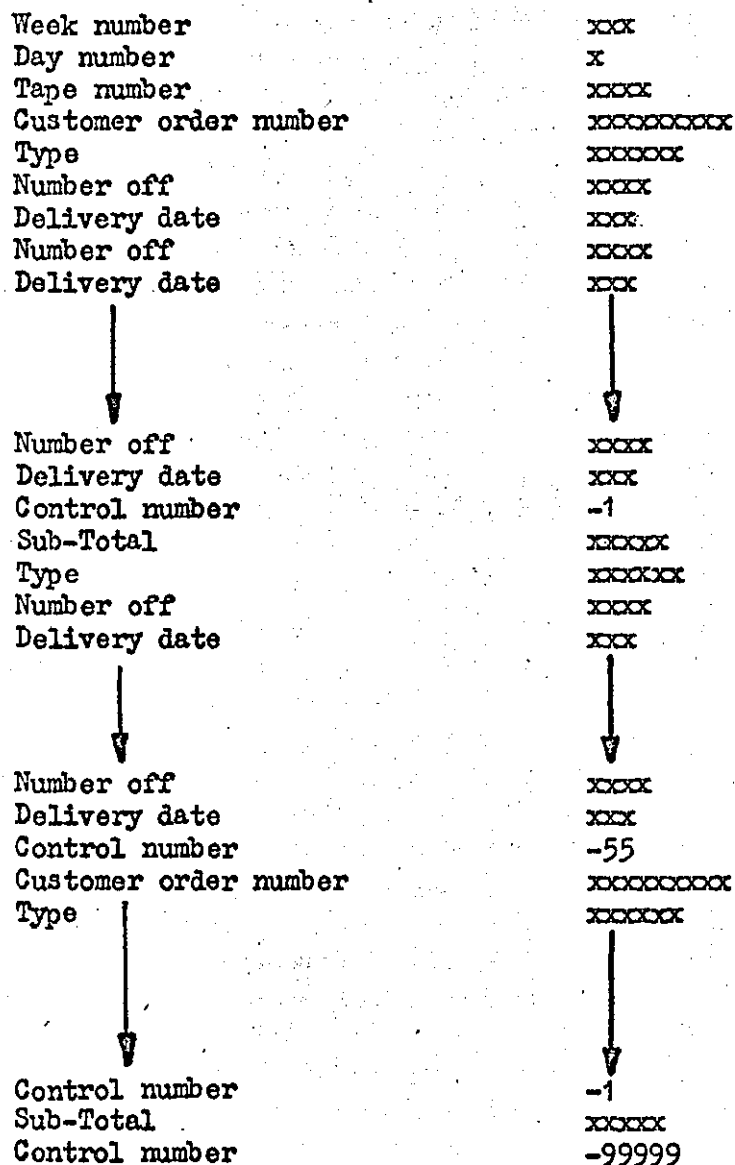 Week number xxx
Day number x
Tape number xxxx
Customer order number xxxxxxxxx
Type xxxxxx
Number off xxxx
Delivery date xxx
Number off xxxx
Delivery date xxx
Number off xxxx
Delivery date xxx
Control number -1
Sub-Total xxxxx
Type xxxxxx
Number off xxxx
Delivery date xxx
Number off xxxx
Delivery date xxx
Control number -55
Customer order number xxxxxxxxx
Type xxxxxx
Control number -1
Sub-Total xxxxx
Control number -99999